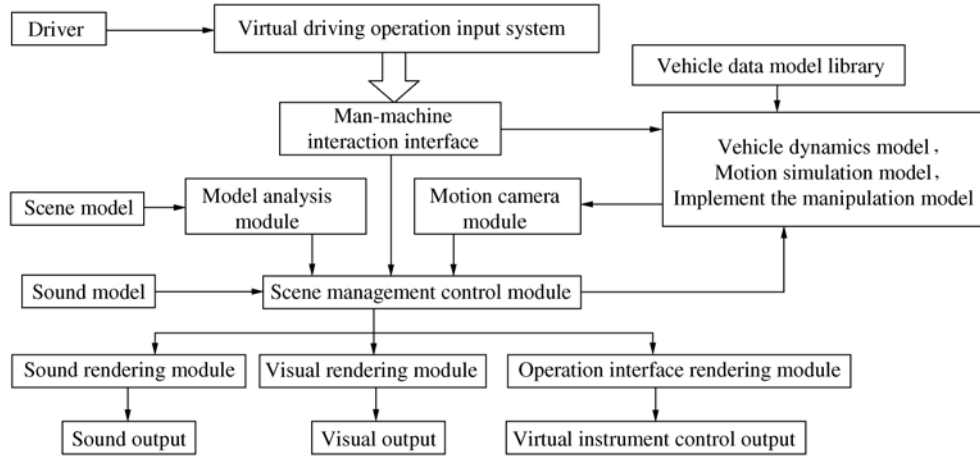 Driver
Virtual driving operation input system
Vehicle data model library
Man-machine
interaction interface
Vehicle dynamics model,
Motion simulation model,
Implement the manipulation model
Scene model
Model analysis
module
Motion camera
module
Sound model
Scene management control module
Sound rendering module
Visual rendering module
Operation interface rendering module
Sound output
Visual output
Virtual instrument control output